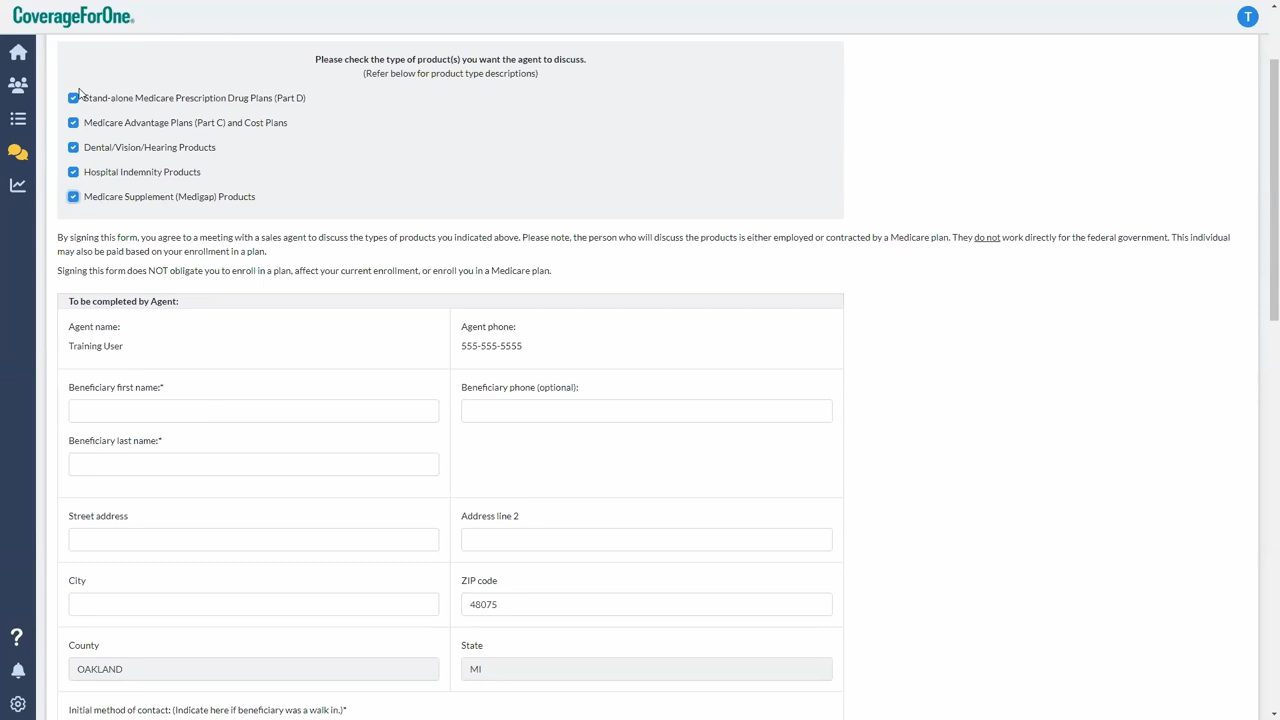 CoverageForOne.
T
Please check the type of product(s) you want the agent to discuss.
(Refer below for product type descriptions)
Stand-alone Medicare Prescription Drug Plans (Part D)
Medicare Advantage Plans (Part C) and Cost Plans
Dental/Vision/Hearing Products
Hospital Indemnity Products
Medicare Supplement (Medigap) Products
By signing this form, you agree to a meeting with a sales agent to discuss the types of products you indicated above. Please note, the person who will discuss the products is either employed or contracted by a Medicare plan. They do not work directly for the federal government. This individual
may also be paid based on your enrollment in a plan.
Signing this form does NOT obligate you to enroll in a plan, affect your current enrollment, or enroll you in a Medicare plan.
To be completed by Agent:
Agent name:
Training User
Agent phone:
555-555-5555
Beneficiary first name:*
Beneficiary phone (optional):
Beneficiary last name:*
Street address
Address line 2
City
ZIP code
48075
County
OAKLAND
State
MI
Initial method of contact: (Indicate here if beneficiary was a walk in.)*
?